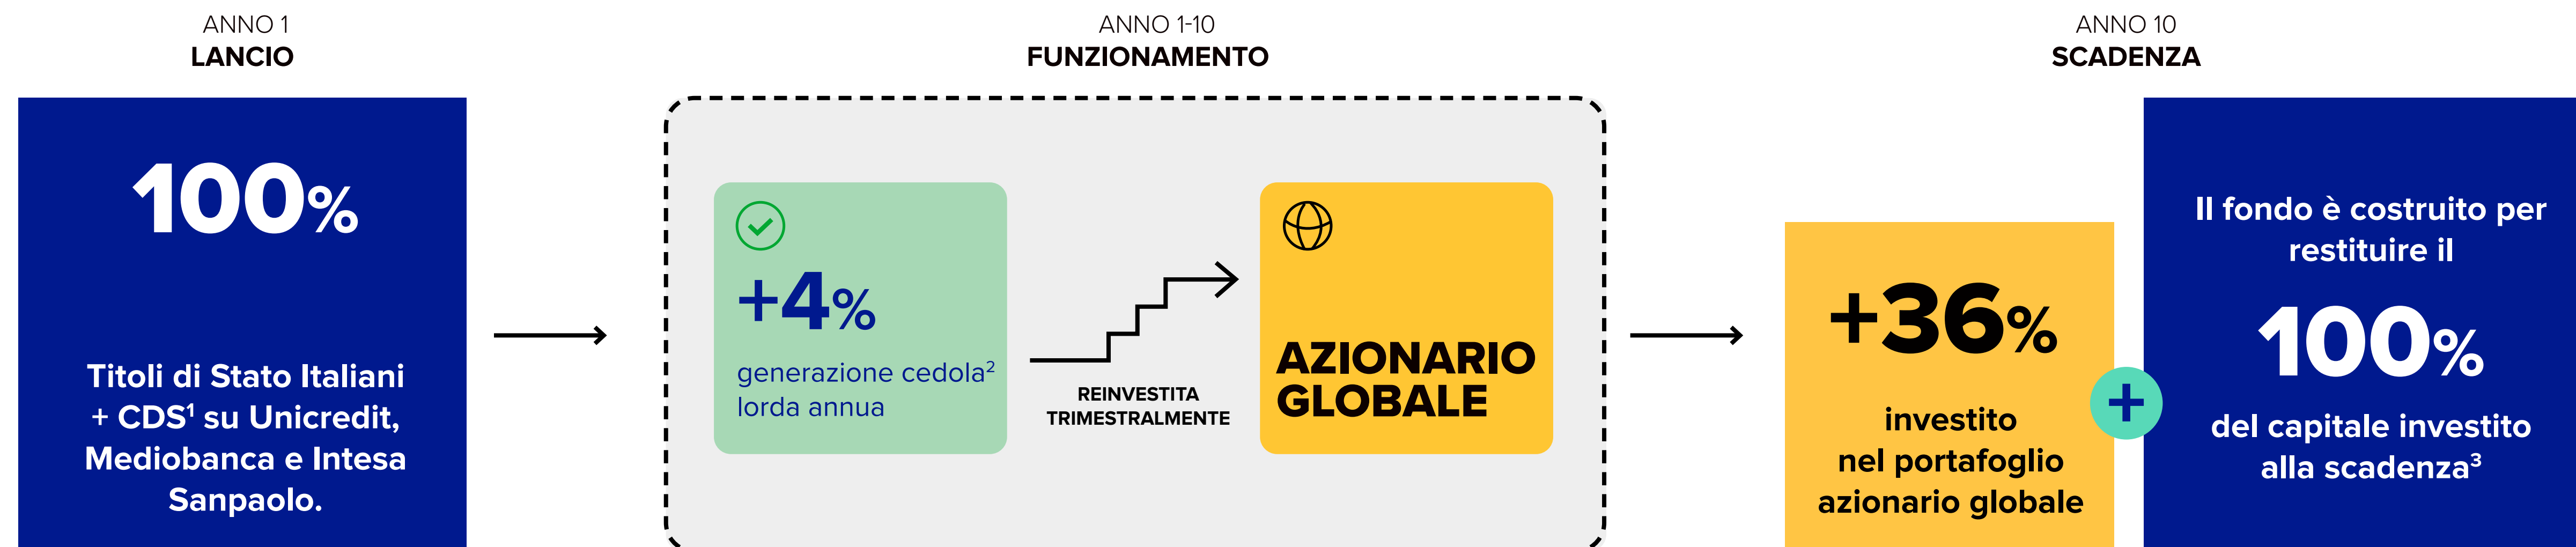 ANNO 1
LANCIO
100%
Titoli di Stato Italiani
+ CDS¹ su Unicredit,
Mediobanca e Intesa
Sanpaolo.
ANNO 1-10
FUNZIONAMENTO
+4%
generazione cedola²
lorda annua
REINVESTITA
TRIMESTRALMENTE
AZIONARIO
GLOBALE
ANNO 10
SCADENZA
+36%
investito
nel portafoglio
azionario globale
+
Il fondo è costruito per
restituire il
100%
del capitale investito
alla scadenza³